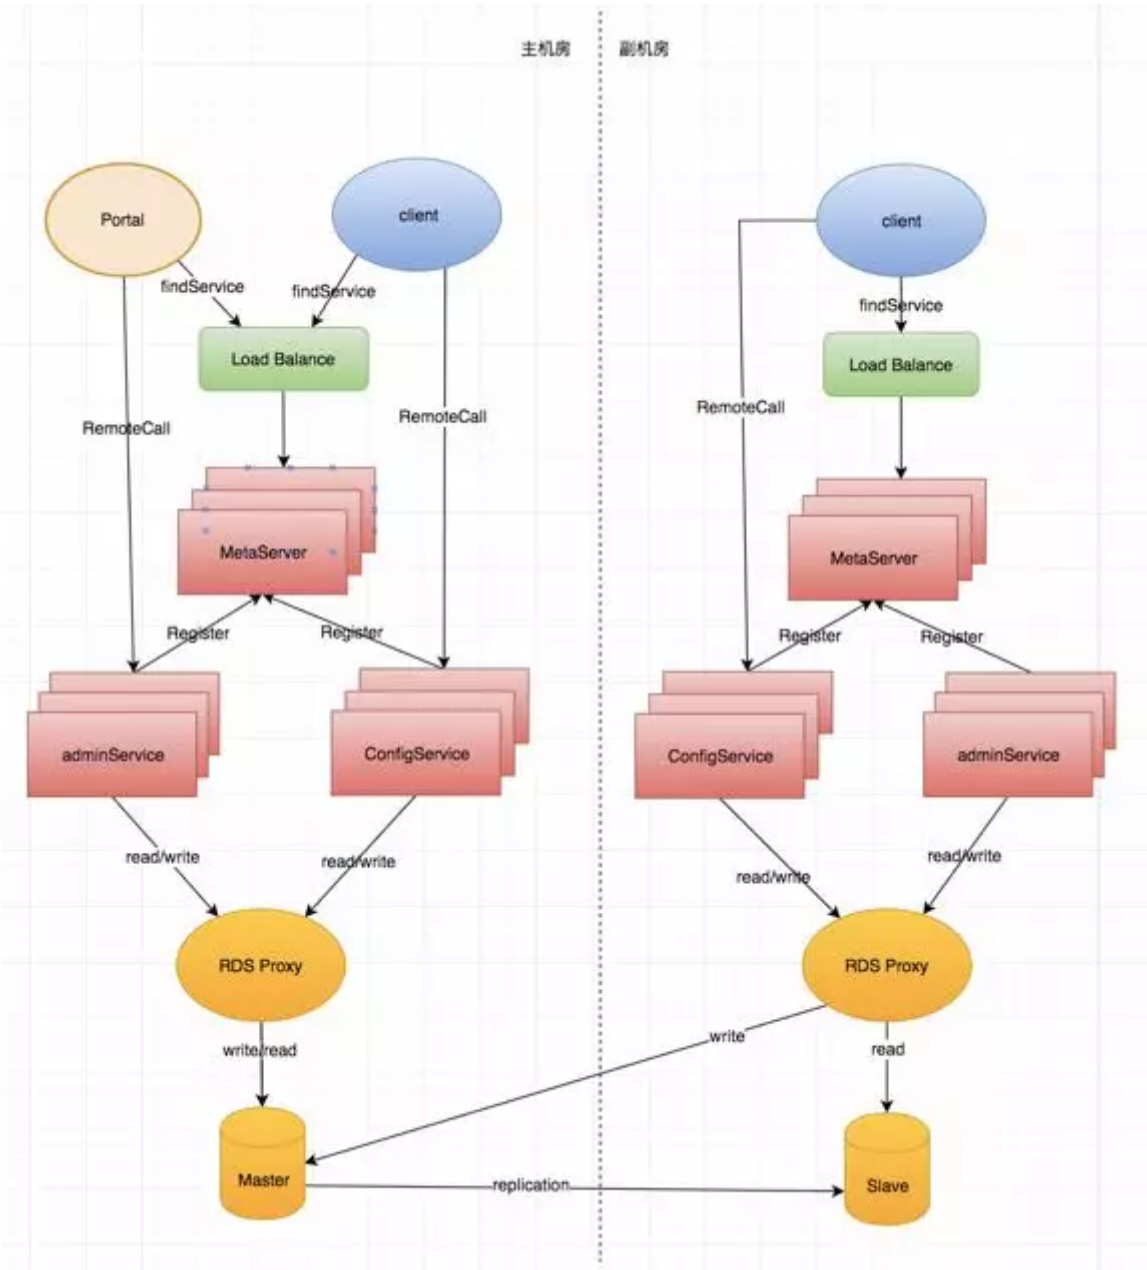 主机房
副机房
Portal
client
findService
findService
Load Balance
RemoteCall
RemoteCall
MetaServer
Register
Register
adminService
ConfigService
read/write
read/write
RDS Proxy
write/read
Master
client
findService
Load Balance
RemoteCall
MetaServer
Register
Register
ConfigService
adminService
read/write
read/write
RDS Proxy
write
read
replication
Slave